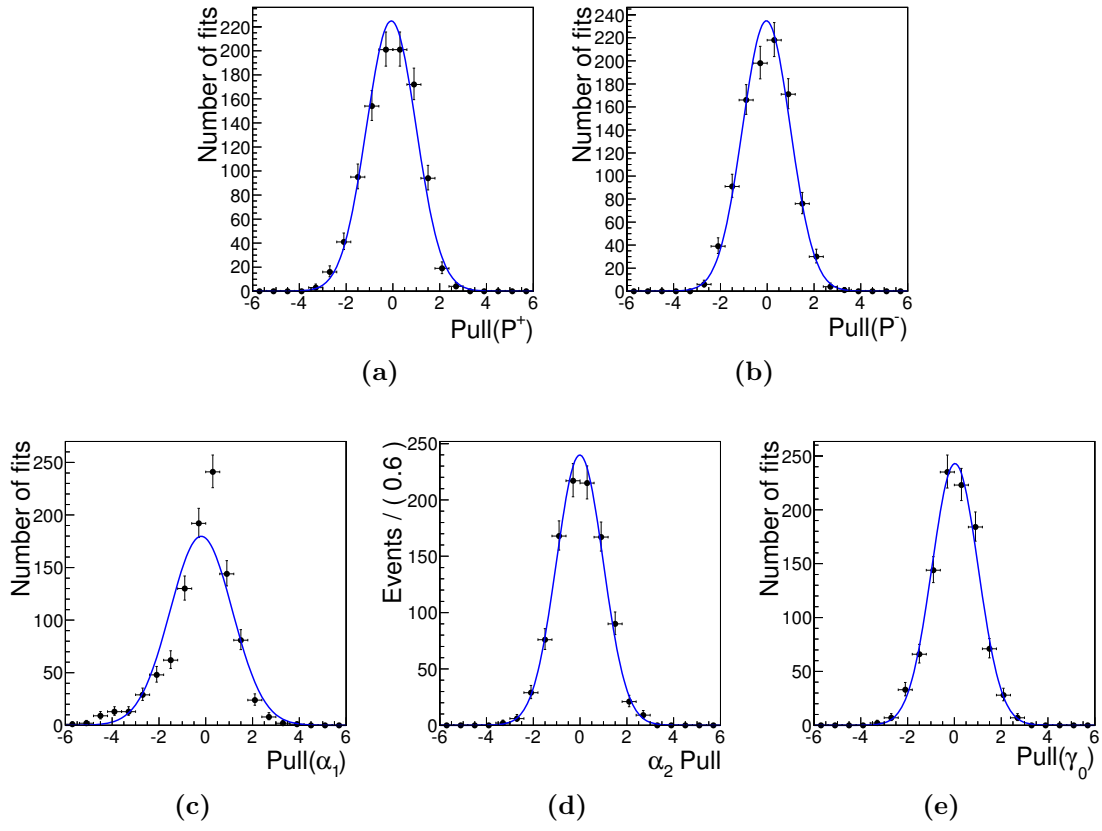 Number of fits
220
200
180
160
140
120
100
80
60
40
20
0
-6 -4 -2 0 2 4 6
Pull(P⁺)
(a)
Number of fits
240
220
200
180
160
140
120
100
80
60
40
20
0
-6 -4 -2 0 2 4 6
Pull(P⁻)
(b)
Number of fits
250
200
150
100
50
0
-6 -4 -2 0 2 4 6
Pull(α₁)
(c)
Events / ( 0.6 )
250
200
150
100
50
0
-6 -4 -2 0 2 4 6
α₂ Pull
(d)
Number of fits
250
200
150
100
50
0
-6 -4 -2 0 2 4 6
Pull(γ₀)
(e)